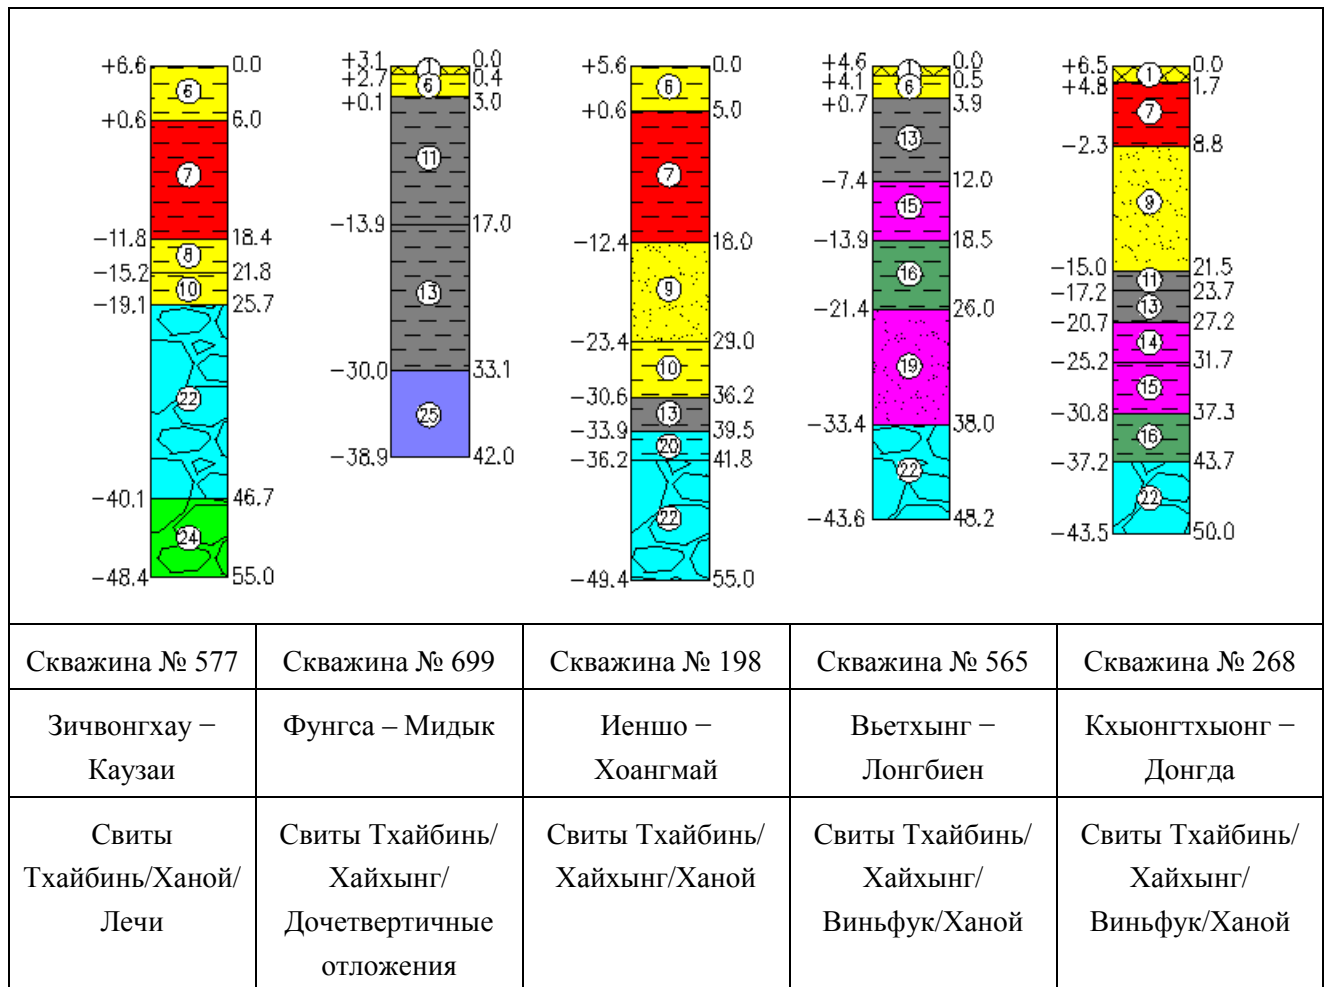 +6.6 0.0
6
+0.6 6.0
7
−11.8 18.4
8
−15.2 21.8
10
−19.1 25.7
22
−40.1 46.7
24
−48.4 55.0
+3.1 1 0.0
+2.7 0.4
6
+0.1 3.0
11
−13.9 17.0
13
−30.0 33.1
25
−38.9 42.0
+5.6 0.0
6
+0.6 5.0
7
−12.4 18.0
9
−23.4 29.0
10
−30.6 36.2
13
−33.9 39.5
20
−36.2 41.8
22
−49.4 55.0
+4.6 1 0.0
+4.1 0.5
6
+0.7 3.9
13
−7.4 12.0
15
−13.9 18.5
16
−21.4 26.0
19
−33.4 38.0
22
−43.6 48.2
+6.5 0.0
1
+4.8 1.7
7
−2.3 8.8
9
−15.0 21.5
11
−17.2 23.7
13
−20.7 27.2
14
−25.2 31.7
15
−30.8 37.3
16
−37.2 43.7
22
−43.5 50.0
Скважина № 577
Скважина № 699
Скважина № 198
Скважина № 565
Скважина № 268
Зичвонгхау −
Каузаи
Фунгса – Мидык
Иеншо −
Хоангмай
Вьетхынг −
Лонгбиен
Кхыонгтхыонг −
Донгда
Свиты
Тхайбинь/Ханой/
Лечи
Свиты Тхайбинь/
Хайхынг/
Дочетвертичные
отложения
Свиты Тхайбинь/
Хайхынг/Ханой
Свиты Тхайбинь/
Хайхынг/
Виньфук/Ханой
Свиты Тхайбинь/
Хайхынг/
Виньфук/Ханой